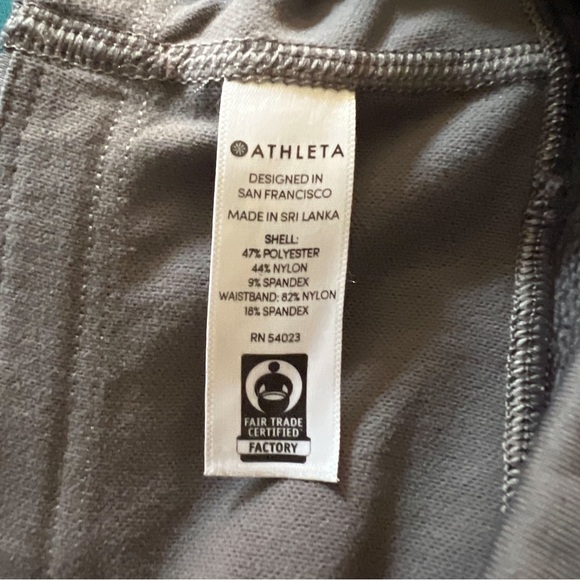 ATHLETA
DESIGNED IN
SAN FRANCISCO
MADE IN SRI LANKA
SHELL:
47% POLYESTER
44% NYLON
9% SPANDEX
WAISTBAND: 82% NYLON
18% SPANDEX
RN 54023
FAIR TRADE
CERTIFIED™
FACTORY